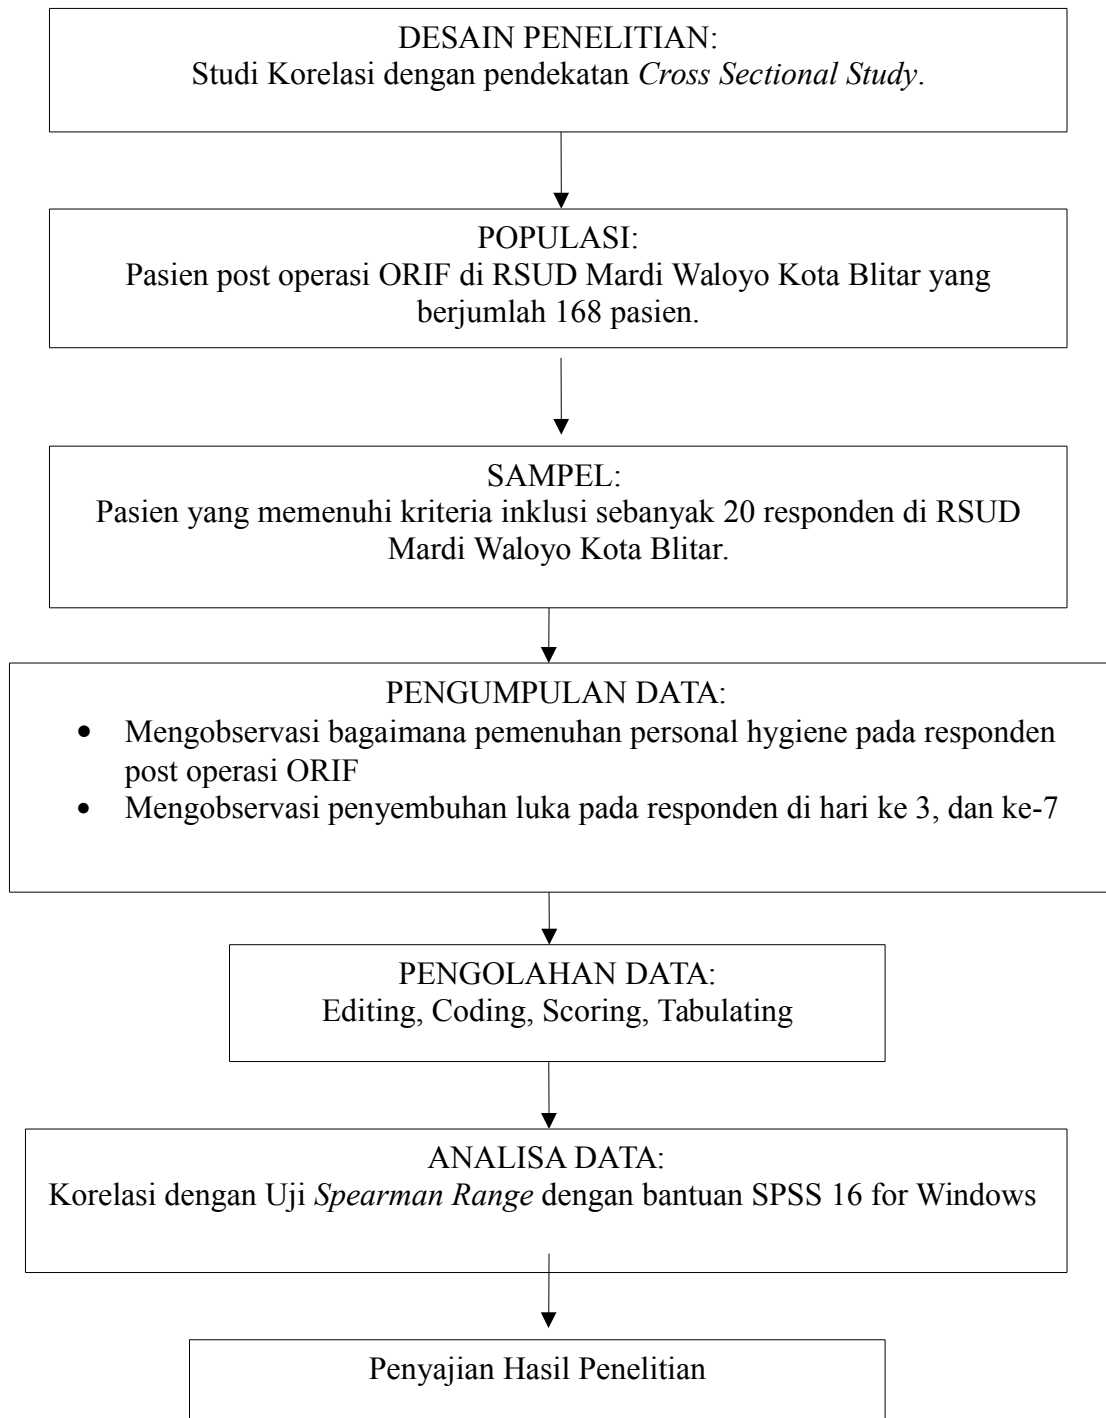 DESAIN PENELITIAN:
Studi Korelasi dengan pendekatan Cross Sectional Study.
POPULASI:
Pasien post operasi ORIF di RSUD Mardi Waloyo Kota Blitar yang
berjumlah 168 pasien.
SAMPEL:
Pasien yang memenuhi kriteria inklusi sebanyak 20 responden di RSUD
Mardi Waloyo Kota Blitar.
PENGUMPULAN DATA:
• Mengobservasi bagaimana pemenuhan personal hygiene pada responden
post operasi ORIF
• Mengobservasi penyembuhan luka pada responden di hari ke 3, dan ke-7
PENGOLAHAN DATA:
Editing, Coding, Scoring, Tabulating
ANALISA DATA:
Korelasi dengan Uji Spearman Range dengan bantuan SPSS 16 for Windows
Penyajian Hasil Penelitian